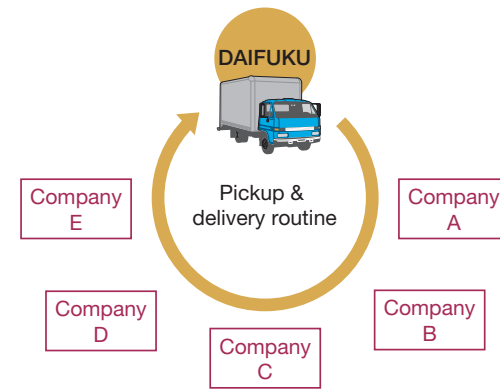 DAIFUKU
Pickup &
delivery routine
Company
A
Company
B
Company
C
Company
D
Company
E